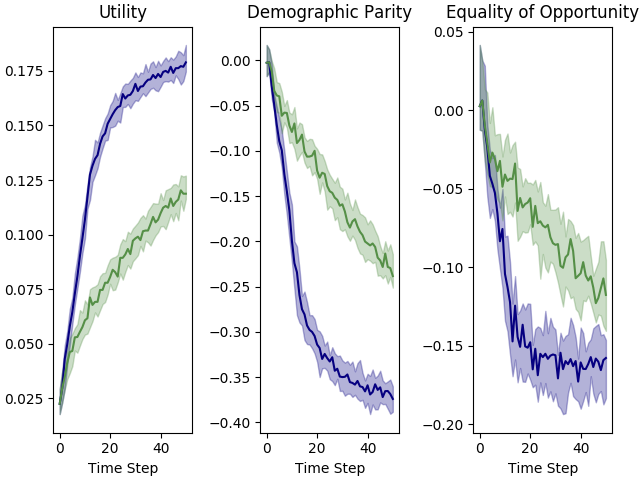 Utility
0.175
0.150
0.125
0.100
0.075
0.050
0.025
0 20 40
Time Step
Demographic Parity
0.00
−0.05
−0.10
−0.15
−0.20
−0.25
−0.30
−0.35
−0.40
0 20 40
Time Step
Equality of Opportunity
0.05
0.00
−0.05
−0.10
−0.15
−0.20
0 20 40
Time Step